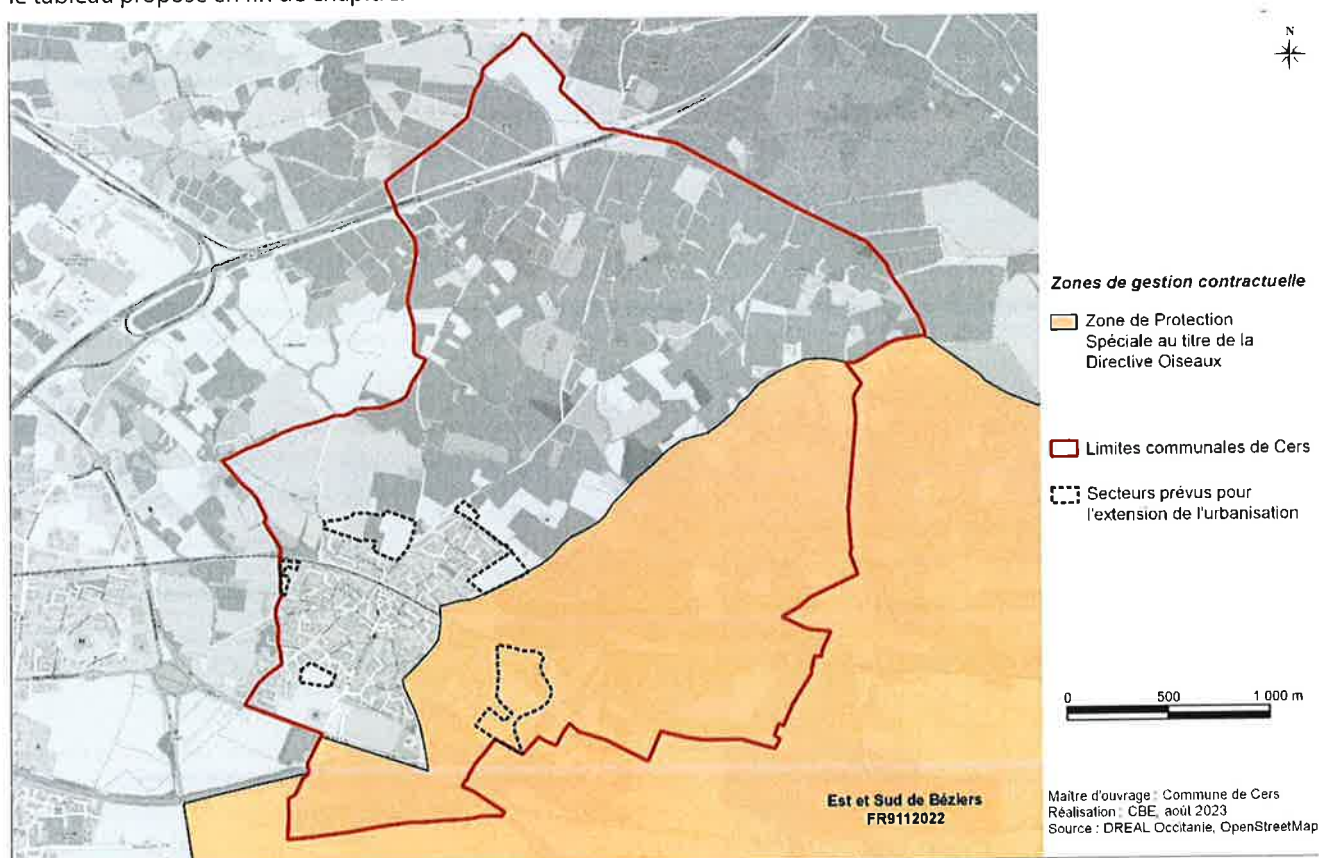 N
Zones de gestion contractuelle
Zone de Protection
Spéciale au titre de la
Directive Oiseaux
Limites communales de Cers
Secteurs prévus pour
l'extension de l'urbanisation
0 500 1 000 m
Est et Sud de Béziers
FR9112022
Maître d'ouvrage : Commune de Cers
Réalisation : CBE, août 2023
Source : DREAL Occitanie, OpenStreetMap